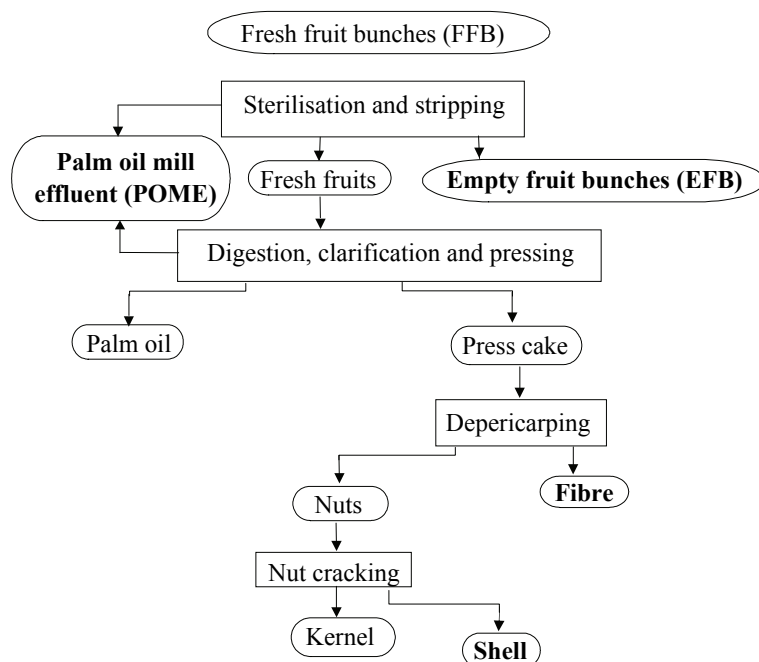 Fresh fruit bunches (FFB)
Sterilisation and stripping
Palm oil mill
effluent (POME)
Fresh fruits
Empty fruit bunches (EFB)
Digestion, clarification and pressing
Palm oil
Press cake
Depericarping
Nuts
Fibre
Nut cracking
Kernel
Shell